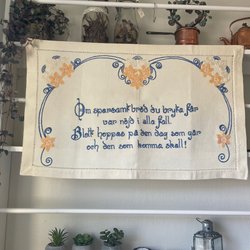 Om sparsamt bröd du bryta får
var nöjd i alla fall.
Blott hoppas på den dag som går
och den som komma skall!